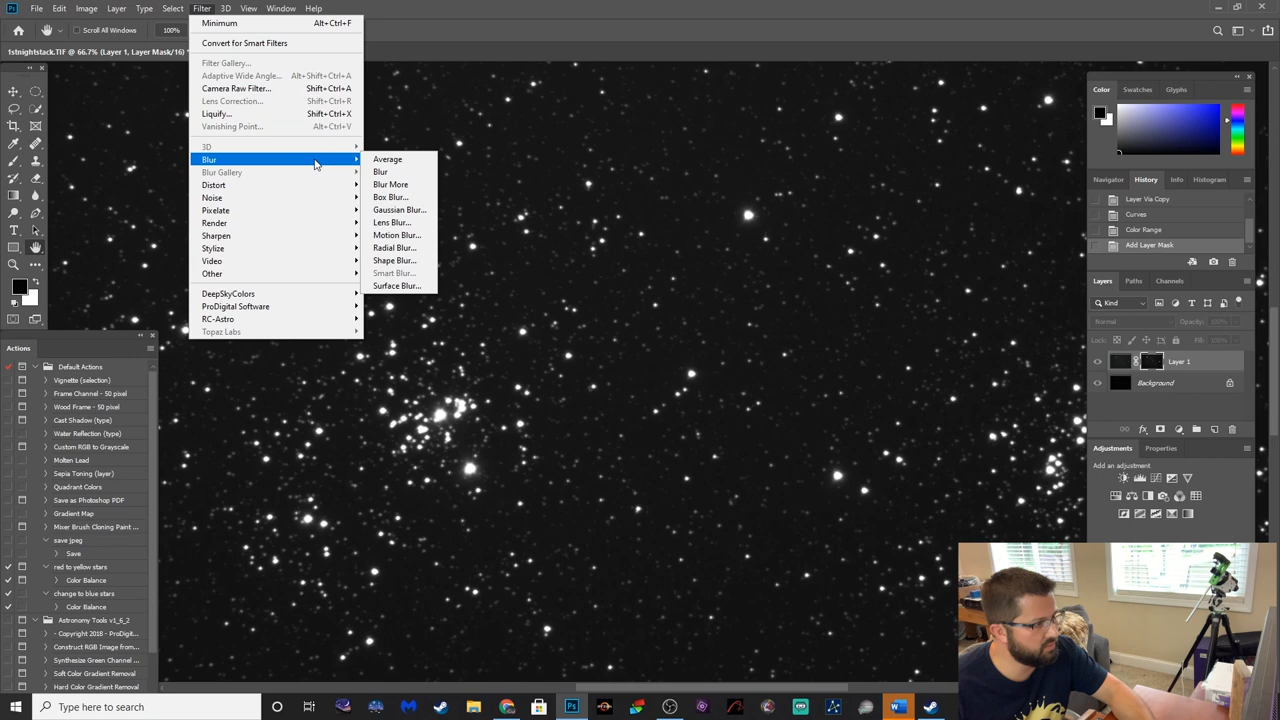 Ps File Edit Image Layer Type Select Filter 3D View Window Help
Scroll All Windows 100%
1stnightstack.TIF @ 66.7% (Layer 1, Layer Mask/16) *
Minimum Alt+Ctrl+F
Convert for Smart Filters
Filter Gallery...
Adaptive Wide Angle... Alt+Shift+Ctrl+A
Camera Raw Filter... Shift+Ctrl+A
Lens Correction... Shift+Ctrl+R
Liquify... Shift+Ctrl+X
Vanishing Point... Alt+Ctrl+V
3D
Blur
Blur Gallery
Distort
Noise
Pixelate
Render
Sharpen
Stylize
Video
Other
DeepSkyColors
ProDigital Software
RC-Astro
Topaz Labs
Average
Blur
Blur More
Box Blur...
Gaussian Blur...
Lens Blur...
Motion Blur...
Radial Blur...
Shape Blur...
Smart Blur...
Surface Blur...
Color Swatches Glyphs
Navigator History Info Histogram
Layer Via Copy
Curves
Color Range
Add Layer Mask
Layers Paths Channels
Kind
Normal Opacity: 100%
Lock: Fill: 100%
Layer 1
Background
Adjustments Properties
Add an adjustment
Actions
Default Actions
Vignette (selection)
Frame Channel - 50 pixel
Wood Frame - 50 pixel
Cast Shadow (type)
Water Reflection (type)
Custom RGB to Grayscale
Molten Lead
Sepia Toning (layer)
Quadrant Colors
Save as Photoshop PDF
Gradient Map
Mixer Brush Cloning Paint ...
save jpeg
Save
red to yellow stars
Color Balance
change to blue stars
Color Balance
Astronomy Tools v1_6_2
- Copyright 2018 - ProDigit...
Construct RGB Image from ...
Synthesize Green Channel ...
Soft Color Gradient Removal
Hard Color Gradient Removal
Type here to search